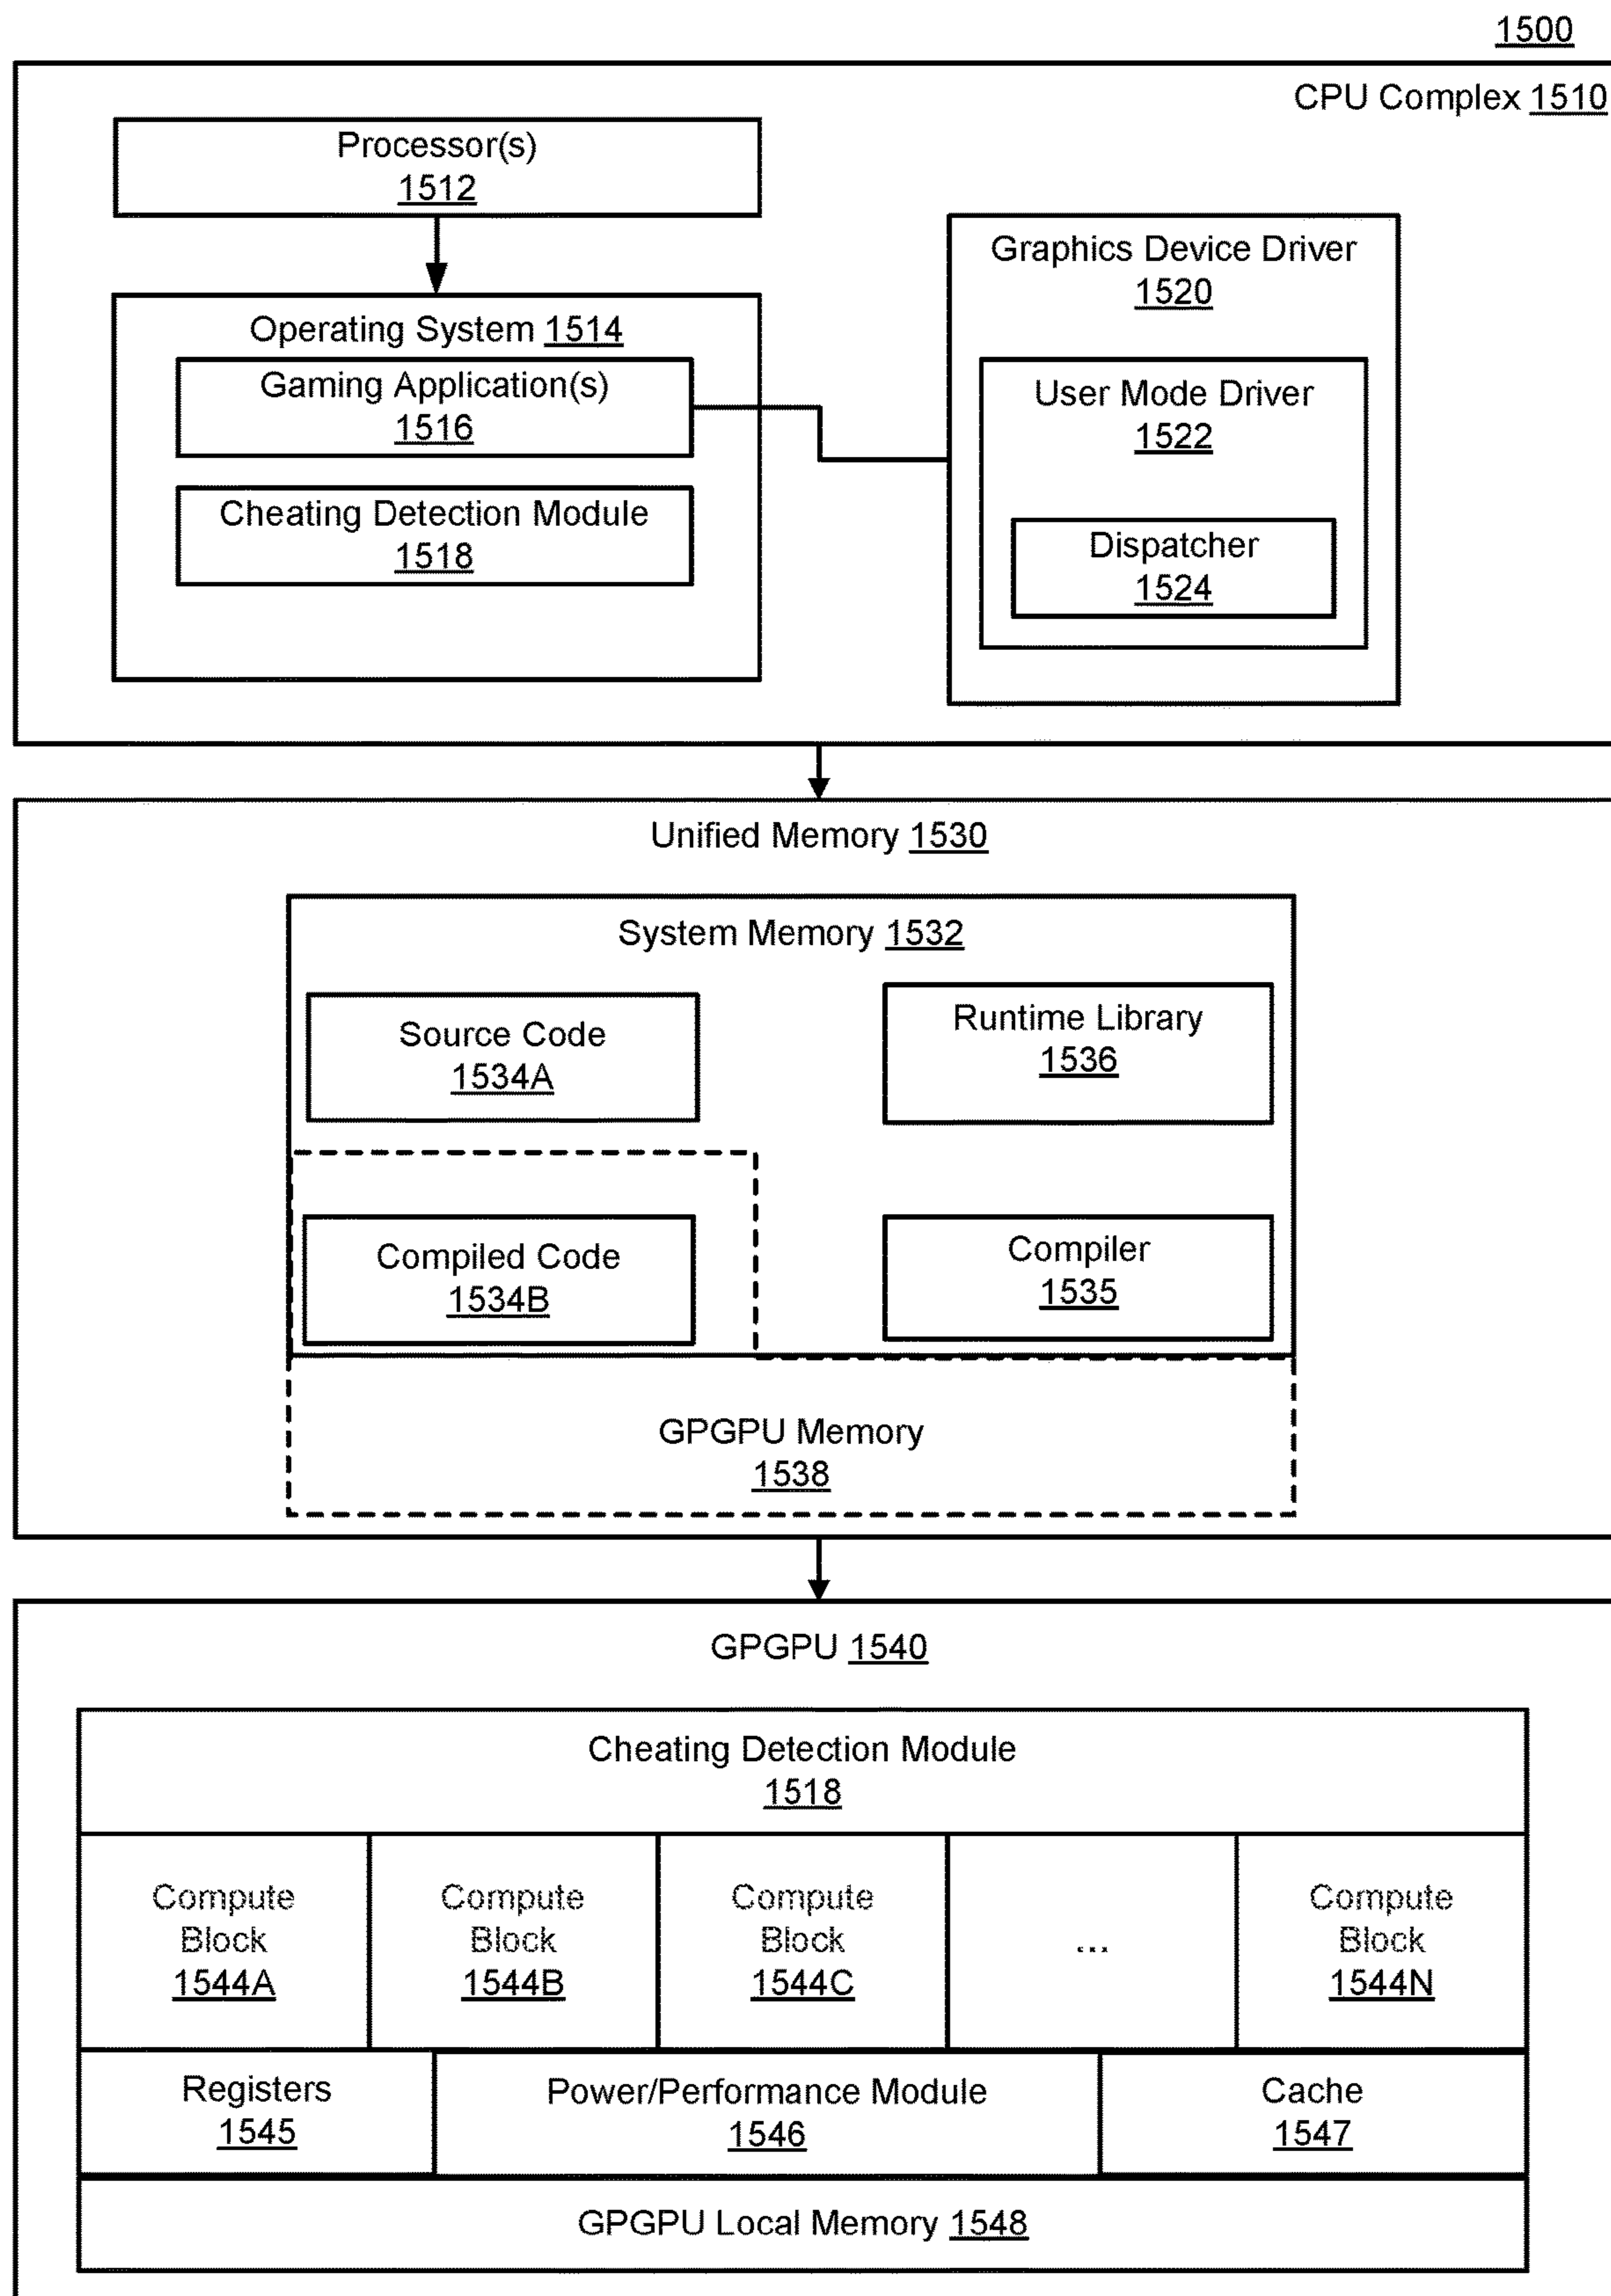 1500
CPU Complex 1510
Processor(s)
1512
Graphics Device Driver
1520
Operating System 1514
Gaming Application(s)
1516
User Mode Driver
1522
Cheating Detection Module
1518
Dispatcher
1524
Unified Memory 1530
System Memory 1532
Source Code
1534A
Runtime Library
1536
Compiled Code
1534B
Compiler
1535
GPGPU Memory
1538
GPGPU 1540
Cheating Detection Module
1518
Compute
Block
1544A
Compute
Block
1544B
Compute
Block
1544C
...
Compute
Block
1544N
Registers
1545
Power/Performance Module
1546
Cache
1547
GPGPU Local Memory 1548